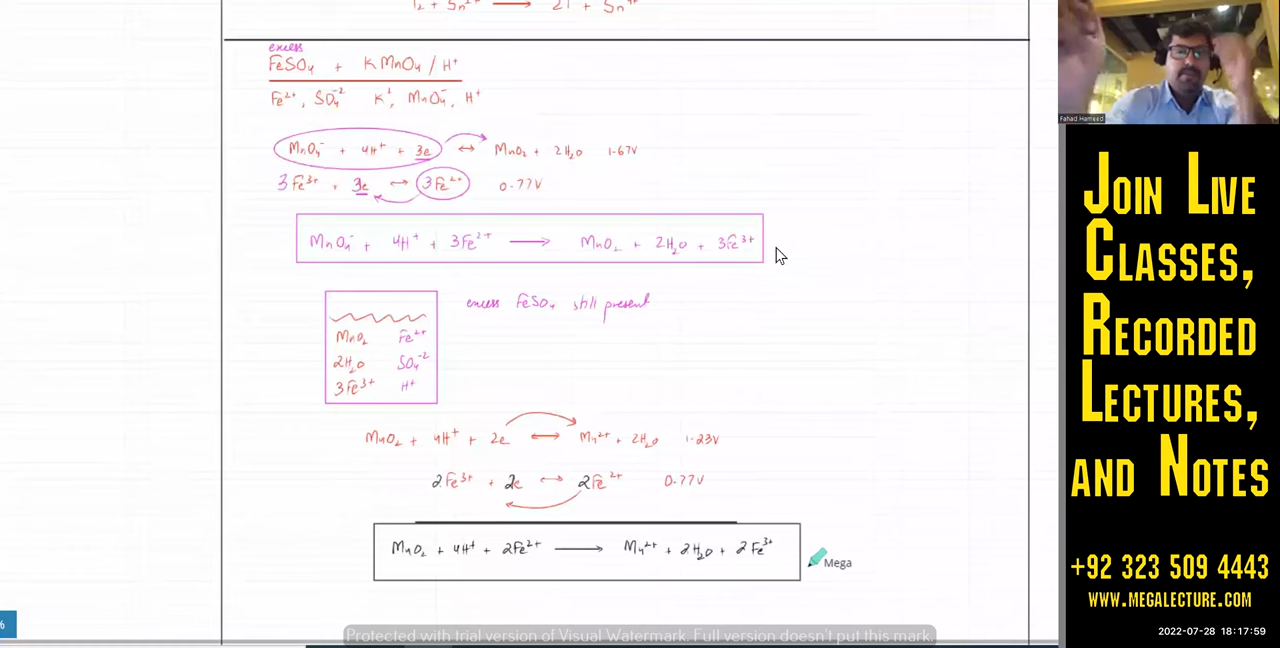 I₂ + Sn²⁺ ⟶ 2I⁻ + Sn⁴⁺
excess
FeSO₄ + KMnO₄ / H⁺
Fe²⁺, SO₄⁻² K⁺, MnO₄⁻, H⁺
MnO₄⁻ + 4H⁺ + 3e ↔ MnO₂ + 2H₂O 1.67V
3Fe³⁺ + 3e ↔ 3Fe²⁺ 0.77V
MnO₄⁻ + 4H⁺ + 3Fe²⁺ ⟶ MnO₂ + 2H₂O + 3Fe³⁺
excess FeSO₄ still present
MnO₂ Fe²⁺
2H₂O SO₄⁻²
3Fe³⁺ H⁺
MnO₂ + 4H⁺ + 2e ↔ Mn²⁺ + 2H₂O 1.23V
2Fe³⁺ + 2e ↔ 2Fe²⁺ 0.77V
MnO₂ + 4H⁺ + 2Fe²⁺ ⟶ Mn²⁺ + 2H₂O + 2Fe³⁺
Mega
%
Protected with trial version of Visual Watermark. Full version doesn't put this mark.
Fahad Hameed
JOIN LIVE
CLASSES,
RECORDED
LECTURES,
AND NOTES
+92 323 509 4443
WWW.MEGALECTURE.COM
2022-07-28 18:17:59